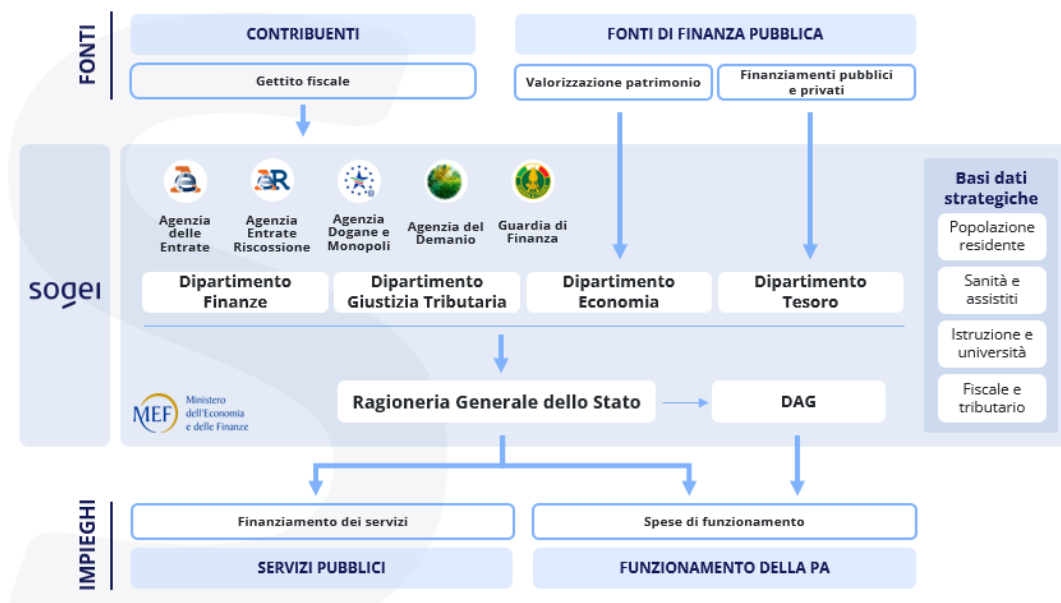 FONTI
CONTRIBUENTI
FONTI DI FINANZA PUBBLICA
Gettito fiscale
Valorizzazione patrimonio
Finanziamenti pubblici
e privati
sogei
Agenzia
delle
Entrate
Agenzia
Entrate
Riscossione
Agenzia
Dogane e
Monopoli
Agenzia del
Demanio
Guardia di
Finanza
Dipartimento
Finanze
Dipartimento
Giustizia Tributaria
Dipartimento
Economia
Dipartimento
Tesoro
MEF
Ministero
dell'Economia
e delle Finanze
Ragioneria Generale dello Stato
DAG
Basi dati
strategiche
Popolazione
residente
Sanità e
assistiti
Istruzione e
università
Fiscale e
tributario
IMPIEGHI
Finanziamento dei servizi
Spese di funzionamento
SERVIZI PUBBLICI
FUNZIONAMENTO DELLA PA